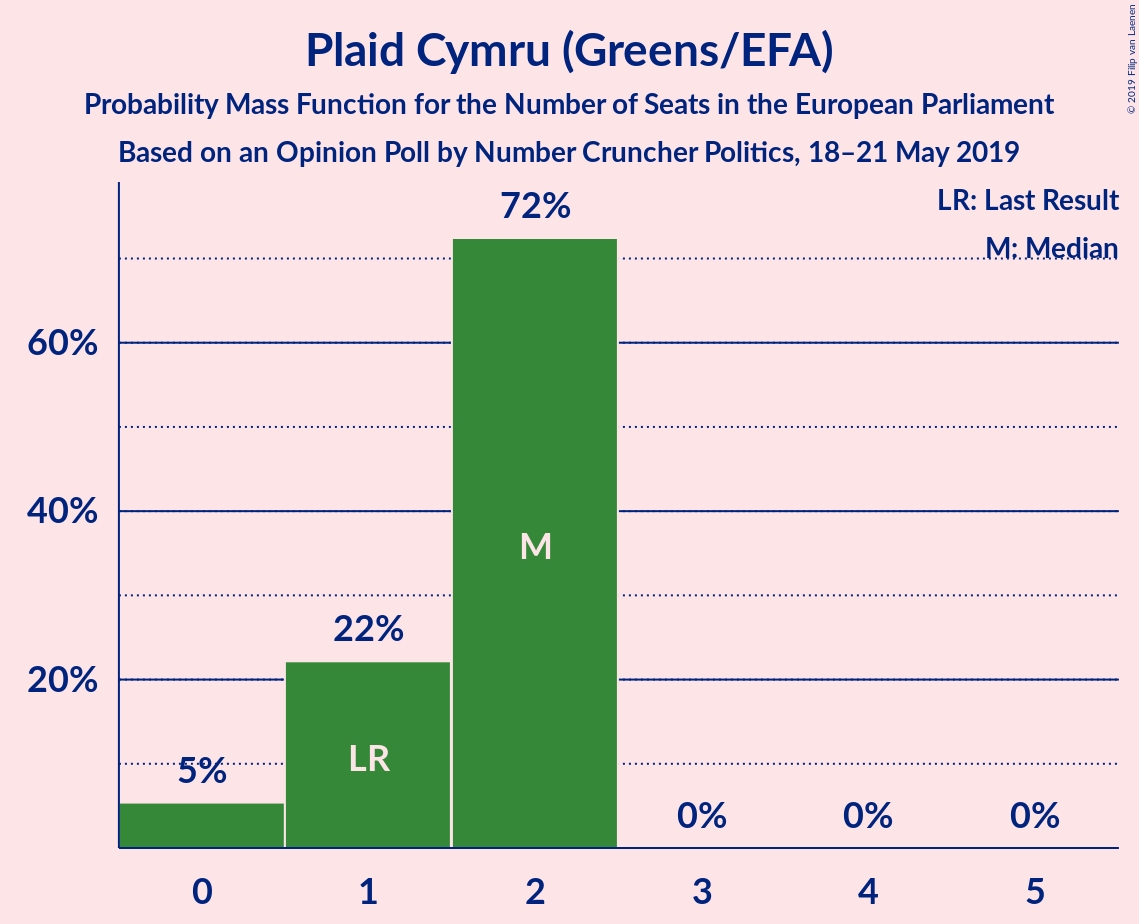 Plaid Cymru (Greens/EFA)
Probability Mass Function for the Number of Seats in the European Parliament
Based on an Opinion Poll by Number Cruncher Politics, 18–21 May 2019
© 2019 Filip van Laenen
LR: Last Result
M: Median
72%
60%
40%
M
22%
20%
LR
5%
0%
0%
0%
0
1
2
3
4
5